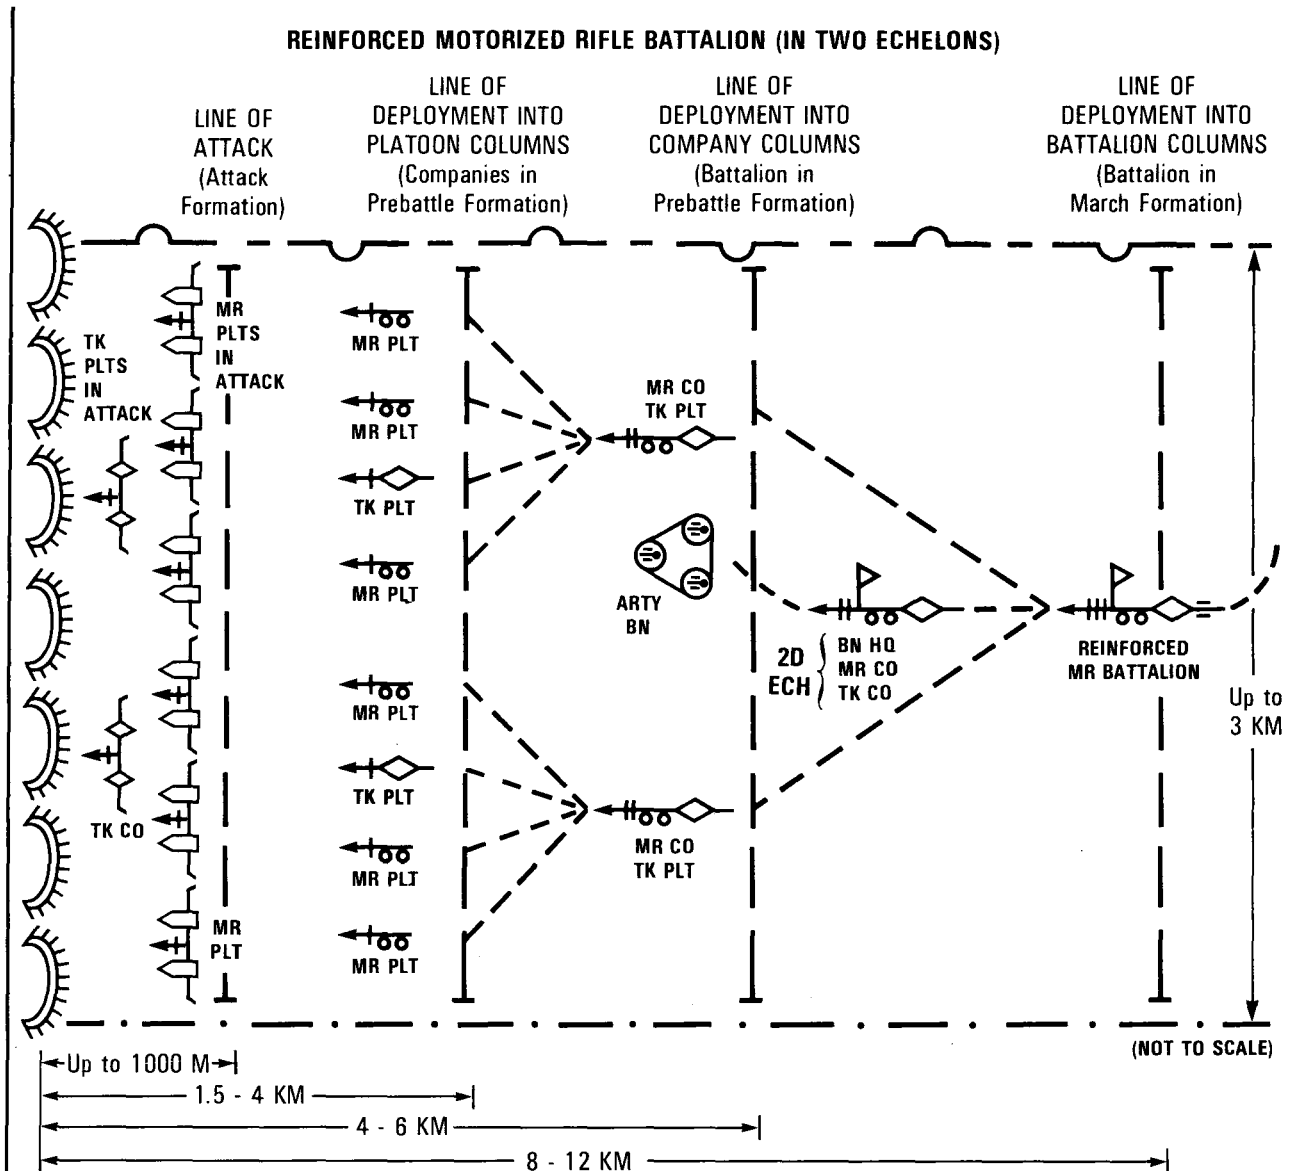 REINFORCED MOTORIZED RIFLE BATTALION (IN TWO ECHELONS)
LINE OF
ATTACK
(Attack
Formation)
LINE OF
DEPLOYMENT INTO
PLATOON COLUMNS
(Companies in
Prebattle Formation)
LINE OF
DEPLOYMENT INTO
COMPANY COLUMNS
(Battalion in
Prebattle Formation)
LINE OF
DEPLOYMENT INTO
BATTALION COLUMNS
(Battalion in
March Formation)
TK
PLTS
IN
ATTACK
MR
PLTS
IN
ATTACK
MR PLT
MR PLT
TK PLT
MR PLT
MR CO
TK PLT
ARTY
BN
2D
ECH
BN HQ
MR CO
TK CO
REINFORCED
MR BATTALION
Up to
3 KM
MR PLT
TK PLT
MR PLT
MR PLT
MR CO
TK PLT
TK CO
MR
PLT
(NOT TO SCALE)
Up to 1000 M
1.5 - 4 KM
4 - 6 KM
8 - 12 KM